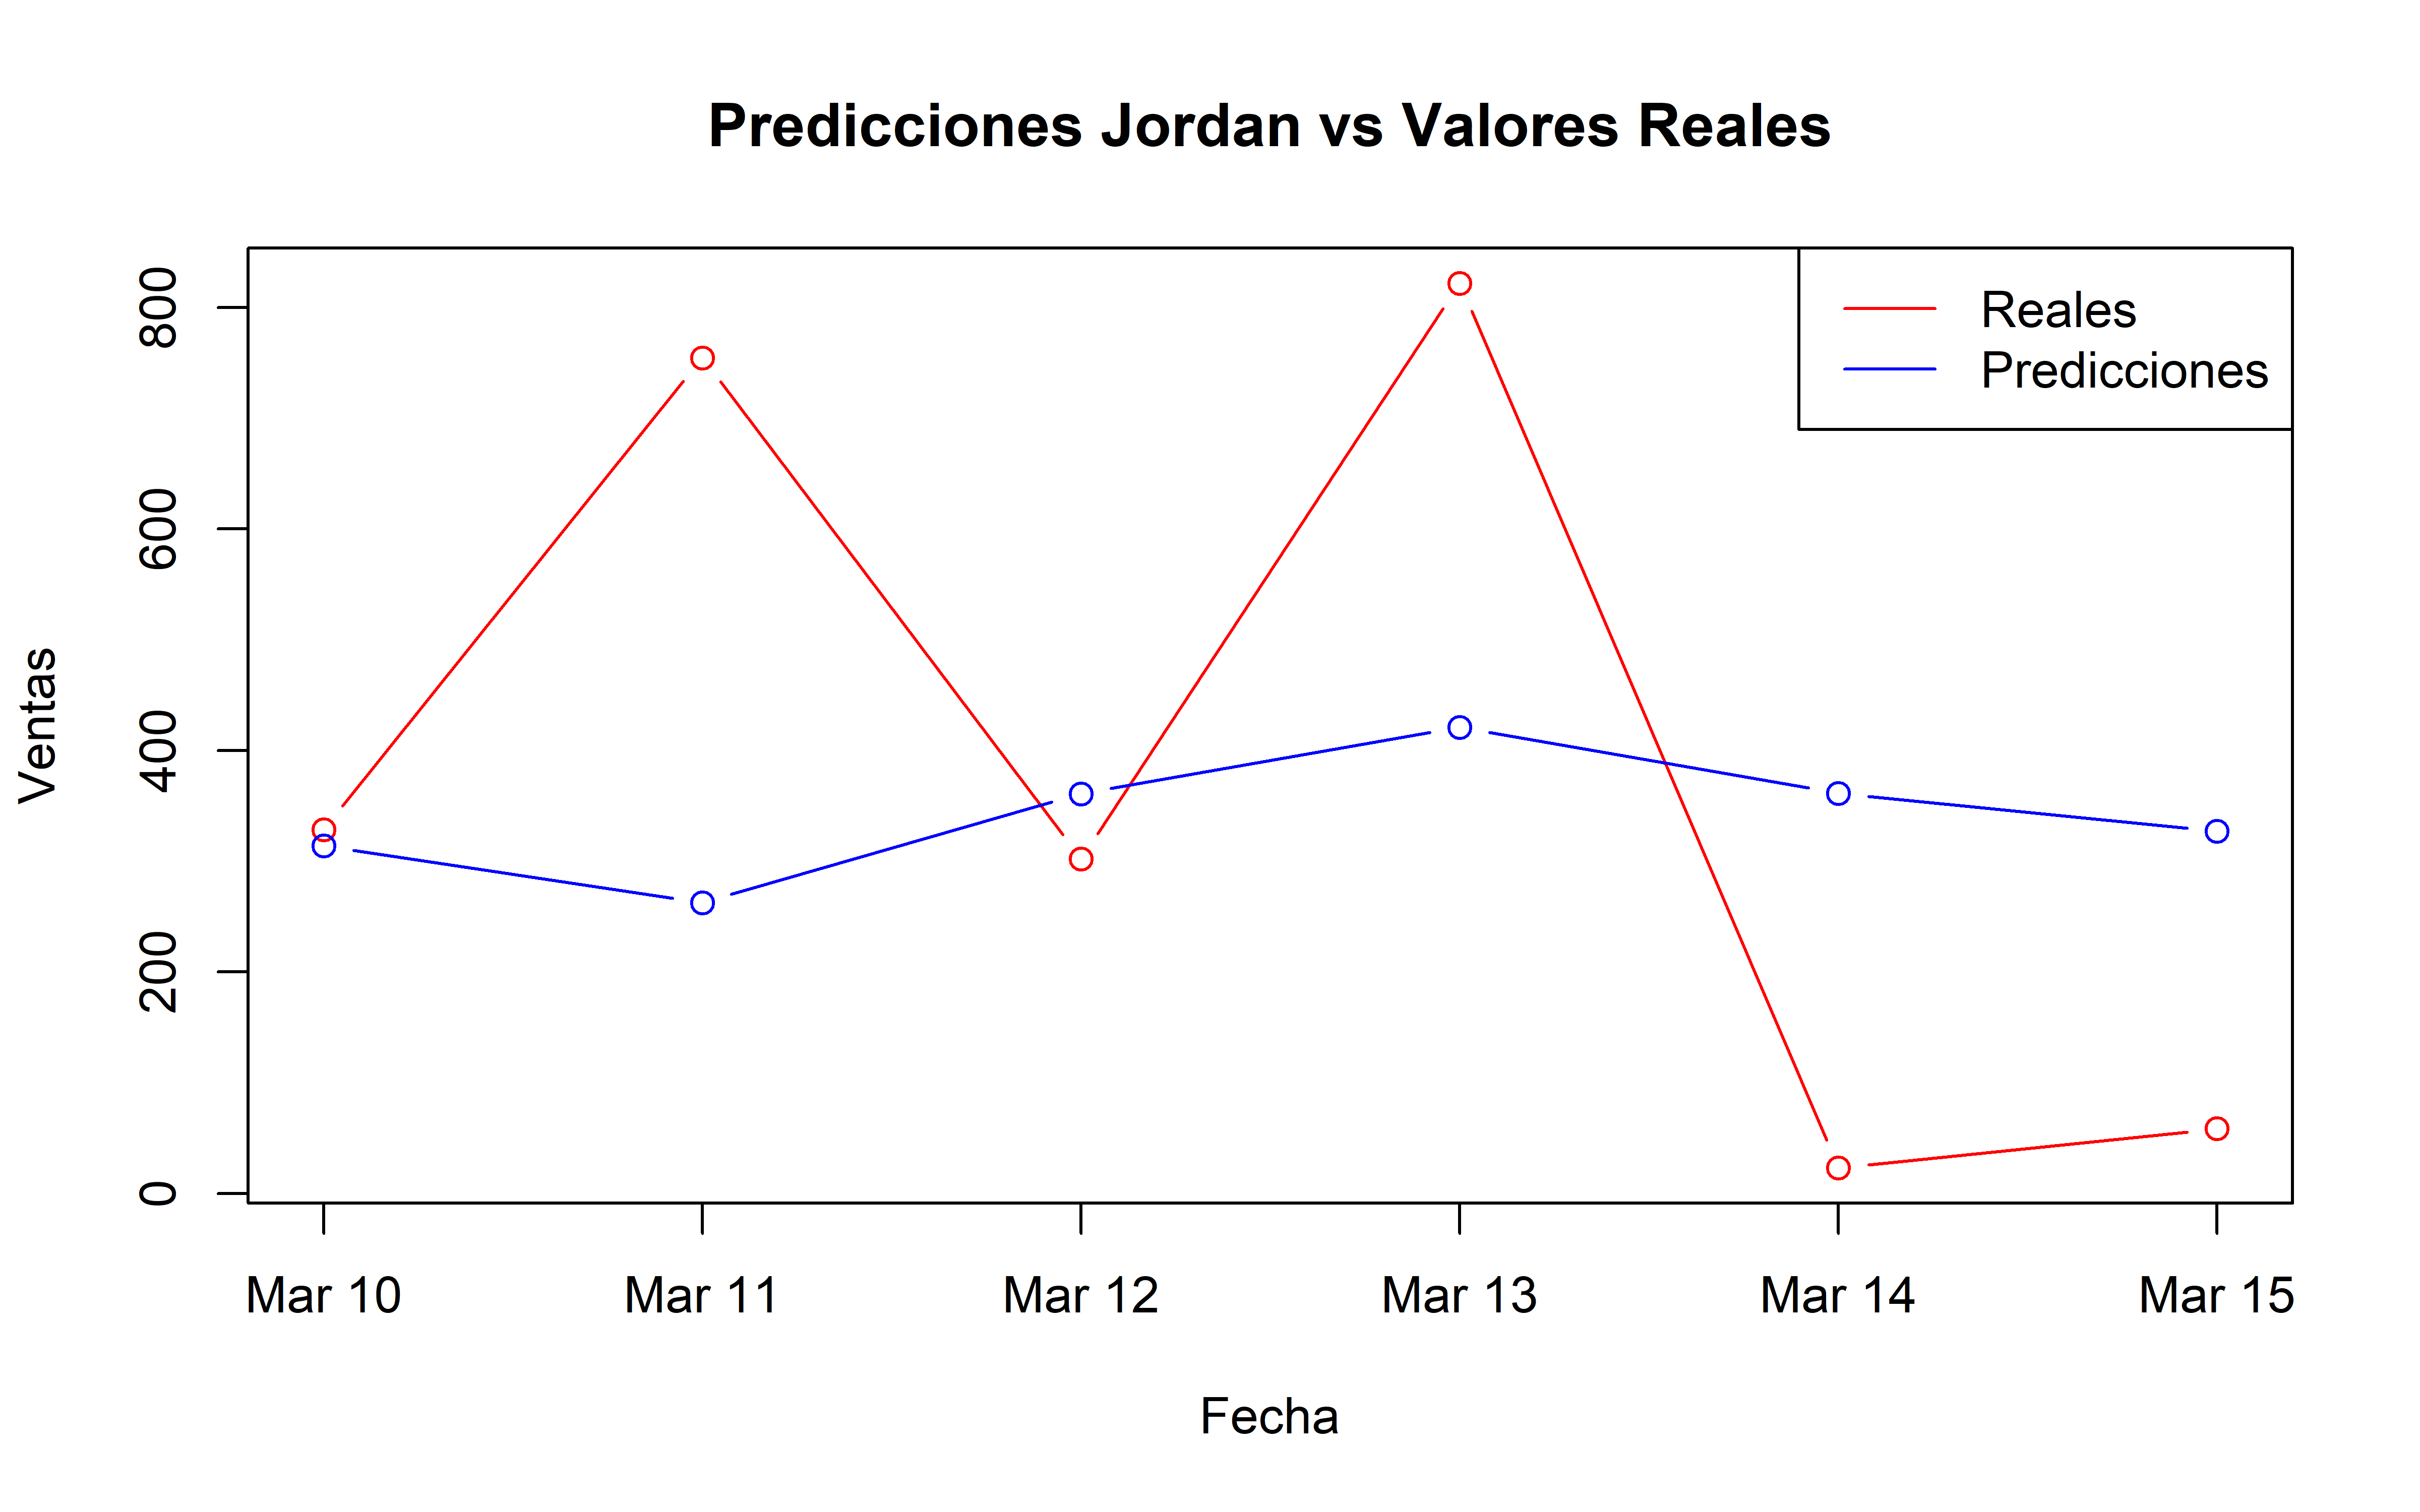 Predicciones Jordan vs Valores Reales
Reales
Predicciones
Ventas
800
600
400
200
0
Mar 10 Mar 11 Mar 12 Mar 13 Mar 14 Mar 15
Fecha